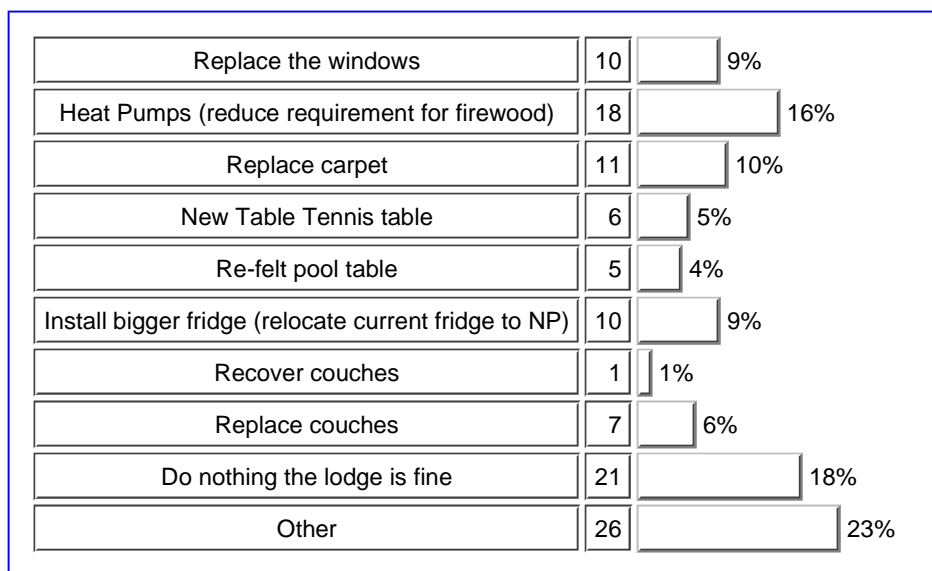 Replace the windows 10 9%
Heat Pumps (reduce requirement for firewood) 18 16%
Replace carpet 11 10%
New Table Tennis table 6 5%
Re-felt pool table 5 4%
Install bigger fridge (relocate current fridge to NP) 10 9%
Recover couches 1 1%
Replace couches 7 6%
Do nothing the lodge is fine 21 18%
Other 26 23%